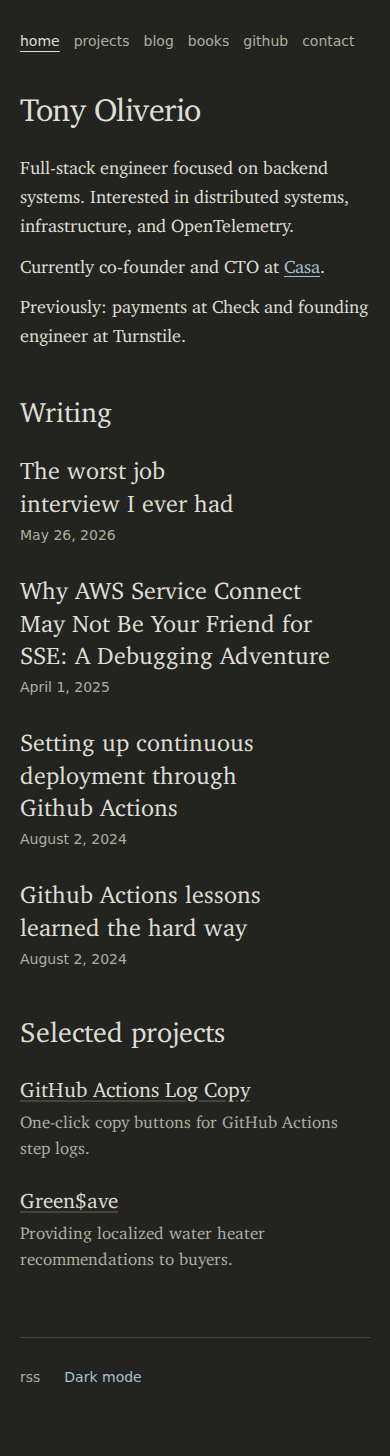 home projects blog books github contact
Tony Oliverio
Full-stack engineer focused on backend
systems. Interested in distributed systems,
infrastructure, and OpenTelemetry.
Currently co-founder and CTO at Casa.
Previously: payments at Check and founding
engineer at Turnstile.
Writing
The worst job
interview I ever had
May 26, 2026
Why AWS Service Connect
May Not Be Your Friend for
SSE: A Debugging Adventure
April 1, 2025
Setting up continuous
deployment through
Github Actions
August 2, 2024
Github Actions lessons
learned the hard way
August 2, 2024
Selected projects
GitHub Actions Log Copy
One-click copy buttons for GitHub Actions
step logs.
Green$ave
Providing localized water heater
recommendations to buyers.
rss Dark mode